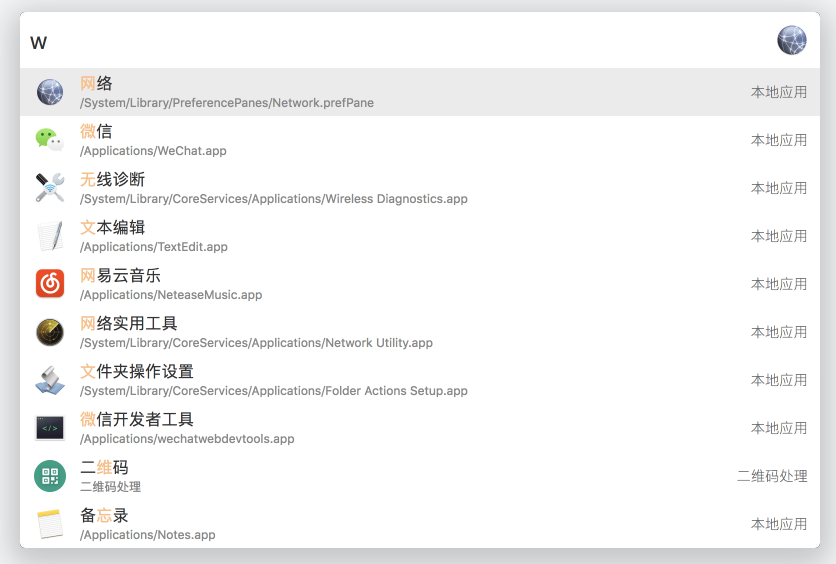 w
网络
/System/Library/PreferencePanes/Network.prefPane
本地应用
微信
/Applications/WeChat.app
本地应用
无线诊断
/System/Library/CoreServices/Applications/Wireless Diagnostics.app
本地应用
文本编辑
/Applications/TextEdit.app
本地应用
网易云音乐
/Applications/NeteaseMusic.app
本地应用
网络实用工具
/System/Library/CoreServices/Applications/Network Utility.app
本地应用
文件夹操作设置
/System/Library/CoreServices/Applications/Folder Actions Setup.app
本地应用
微信开发者工具
/Applications/wechatwebdevtools.app
本地应用
二维码
二维码处理
二维码处理
备忘录
/Applications/Notes.app
本地应用